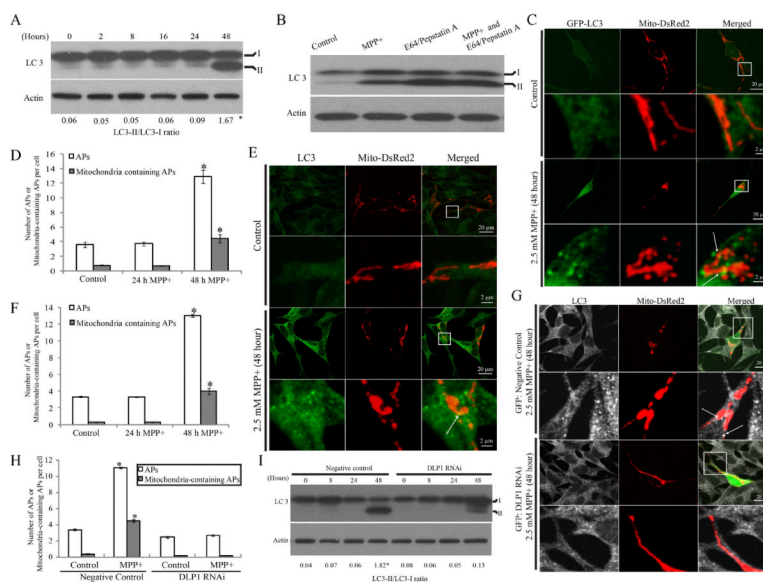 A
(Hours) 0 2 8 16 24 48
LC 3
I
II
Actin
0.06 0.05 0.05 0.06 0.09 1.67 *
LC3-II/LC3-I ratio
B
Control MPP+ E64/Pepstatin A MPP+ and
E64/Pepstatin A
LC 3
I
II
Actin
C
GFP-LC3 Mito-DsRed2 Merged
Control
20 μm
2.5 mM MPP+ (48 hour)
D
Number of APs or
Mitochondria-containing APs per cell
16
14
12
10
8
6
4
2
0
APs
Mitochondria containing APs
*
*
Control 24 h MPP+ 48 h MPP+
E
LC3 Mito-DsRed2 Merged
Control
20 μm
2 μm
2.5 mM MPP+ (48 hour)
20 μm
2 μm
F
Number of APs or
Mitochondria-containing APs per cell
14
12
10
8
6
4
2
0
APs
Mitochondria containing APs
*
*
Control 24 h MPP+ 48 h MPP+
G
LC3 Mito-DsRed2 Merged
GFP: Negative Control
2.5 mM MPP+ (48 hour)
GFP: DLP1 RNAi
2.5 mM MPP+ (48 hour)
H
Number of APs or
Mitochondria-containing APs per cell
12
10
8
6
4
2
0
APs
Mitochondria-containing APs
*
*
Control MPP+ Control MPP+
Negative Control DLP1 RNAi
I
Negative control DLP1 RNAi
(Hours) 0 8 24 48 0 8 24 48
LC 3
I
II
Actin
0.04 0.07 0.06 1.82* 0.08 0.06 0.05 0.13
LC3-II/LC3-I ratio